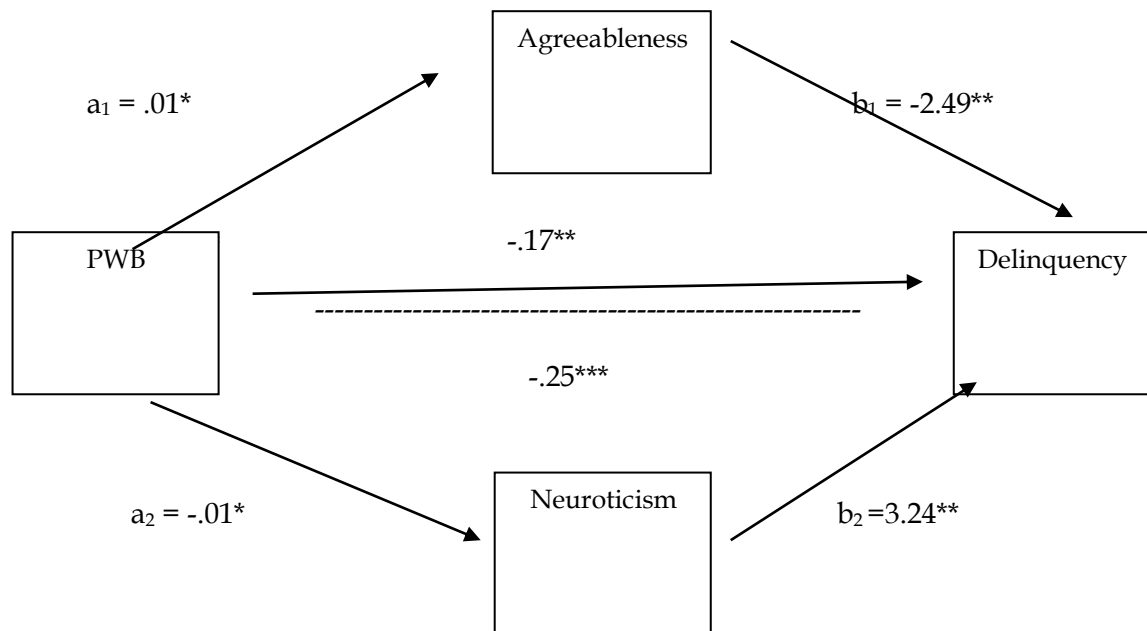 Agreeableness
a₁ = .01*
b₁ = -2.49**
-.17**
PWB
Delinquency
-.25***
Neuroticism
a₂ = -.01*
b₂ =3.24**